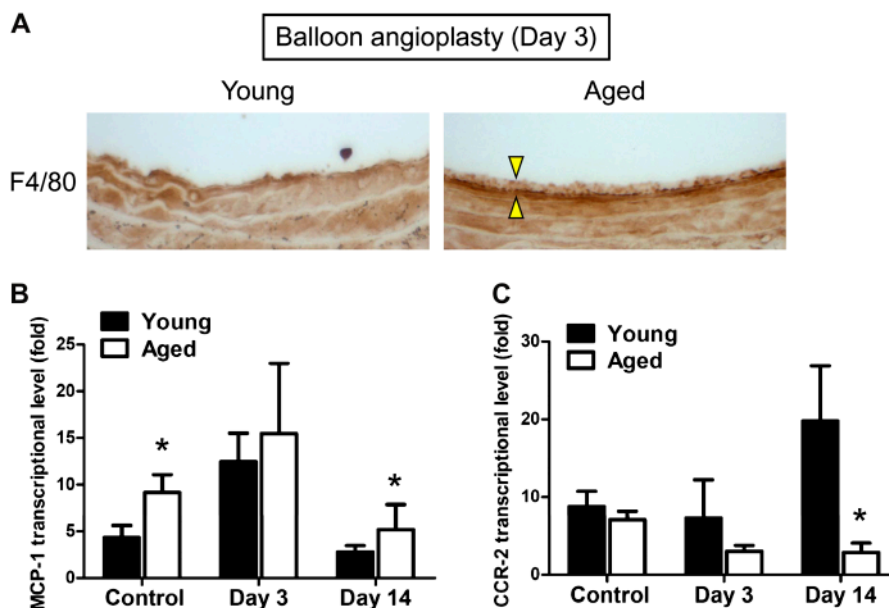 A
Balloon angioplasty (Day 3)
Young Aged
F4/80
B
Young
Aged
MCP-1 transcriptional level (fold)
25
20
15
10
5
0
*
*
Control Day 3 Day 14
C
Young
Aged
CCR-2 transcriptional level (fold)
30
20
10
0
*
Control Day 3 Day 14